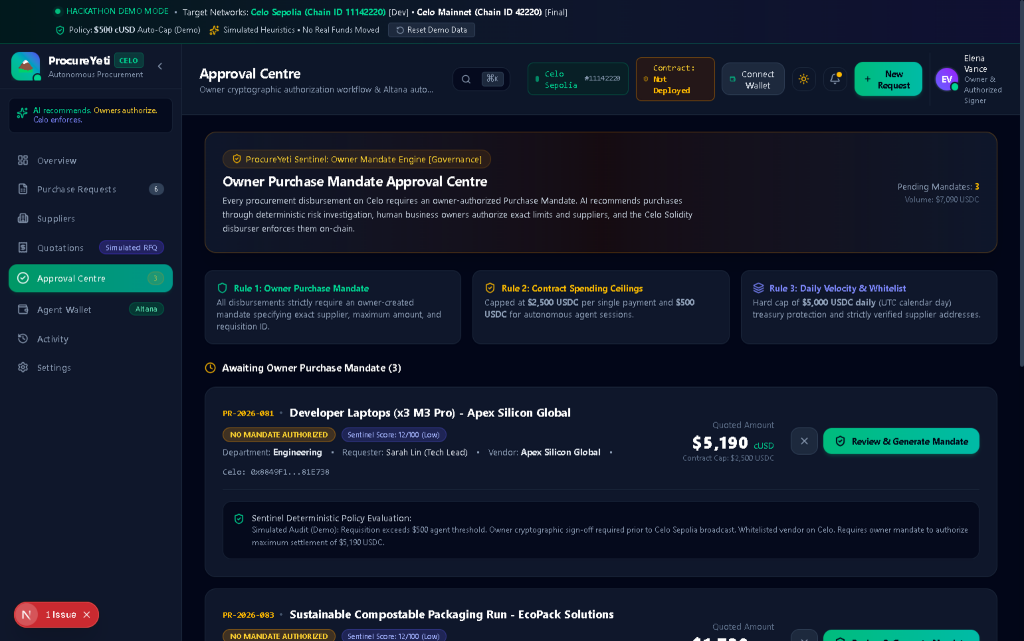 HACKATHON DEMO MODE • Target Networks: Celo Sepolia (Chain ID 11142220) [Dev] • Celo Mainnet (Chain ID 42220) [Final]
Policy: $500 cUSD Auto-Cap (Demo) Simulated Heuristics • No Real Funds Moved Reset Demo Data
ProcureYeti CELO
Autonomous Procurement
AI recommends. Owners authorize.
Celo enforces.
Overview
Purchase Requests 6
Suppliers
Quotations Simulated RFQ
Approval Centre 3
Agent Wallet Altana
Activity
Settings
N 1 Issue
Approval Centre
Owner cryptographic authorization workflow & Altana auto...
⌘K
Celo Sepolia #11142220
Contract: Not Deployed
Connect Wallet
+ New Request
EV
Elena Vance
Owner & Authorized Signer
ProcureYeti Sentinel: Owner Mandate Engine [Governance]
Owner Purchase Mandate Approval Centre
Every procurement disbursement on Celo requires an owner-authorized Purchase Mandate. AI recommends purchases
through deterministic risk investigation, human business owners authorize exact limits and suppliers, and the Celo Solidity
disburser enforces them on-chain.
Pending Mandates: 3
Volume: $7,090 USDC
Rule 1: Owner Purchase Mandate
All disbursements strictly require an owner-created
mandate specifying exact supplier, maximum amount, and
requisition ID.
Rule 2: Contract Spending Ceilings
Capped at $2,500 USDC per single payment and $500
USDC for autonomous agent sessions.
Rule 3: Daily Velocity & Whitelist
Hard cap of $5,000 USDC daily (UTC calendar day)
treasury protection and strictly verified supplier addresses.
Awaiting Owner Purchase Mandate (3)
PR-2026-081 • Developer Laptops (x3 M3 Pro) - Apex Silicon Global
NO MANDATE AUTHORIZED Sentinel Score: 12/100 (Low)
Department: Engineering • Requester: Sarah Lin (Tech Lead) • Vendor: Apex Silicon Global •
Celo: 0x8849F1...01E738
Quoted Amount
$5,190 cUSD
Contract Cap: $2,500 USDC
Review & Generate Mandate
Sentinel Deterministic Policy Evaluation:
Simulated Audit (Demo): Requisition exceeds $500 agent threshold. Owner cryptographic sign-off required prior to Celo Sepolia broadcast. Whitelisted vendor on Celo. Requires owner mandate to authorize
maximum settlement of $5,190 USDC.
PR-2026-083 • Sustainable Compostable Packaging Run - EcoPack Solutions
NO MANDATE AUTHORIZED Sentinel Score: 12/100 (Low)
Quoted Amount